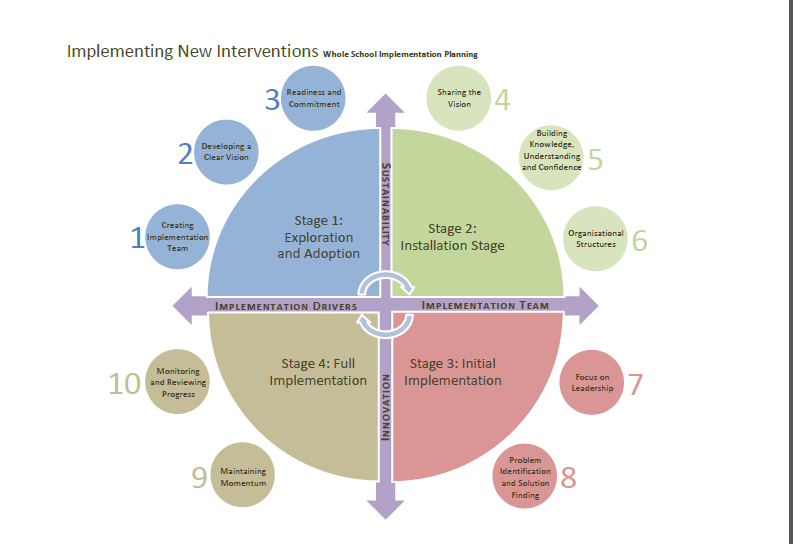 Implementing New Interventions Whole School Implementation Planning
3
Readiness and
Commitment
Sharing the
Vision
4
2
Developing a
Clear Vision
Building
Knowledge,
Understanding
and Confidence
5
1
Creating
Implementation
Team
Organisational
Structures
6
Stage 1:
Exploration
and Adoption
SUSTAINABILITY
Stage 2:
Installation Stage
IMPLEMENTATION DRIVERS
IMPLEMENTATION TEAM
Stage 4: Full
Implementation
INNOVATION
Stage 3: Initial
Implementation
10
Monitoring
and Reviewing
Progress
Focus on
Leadership
7
9
Maintaining
Momentum
Problem
Identification
and Solution
Finding
8